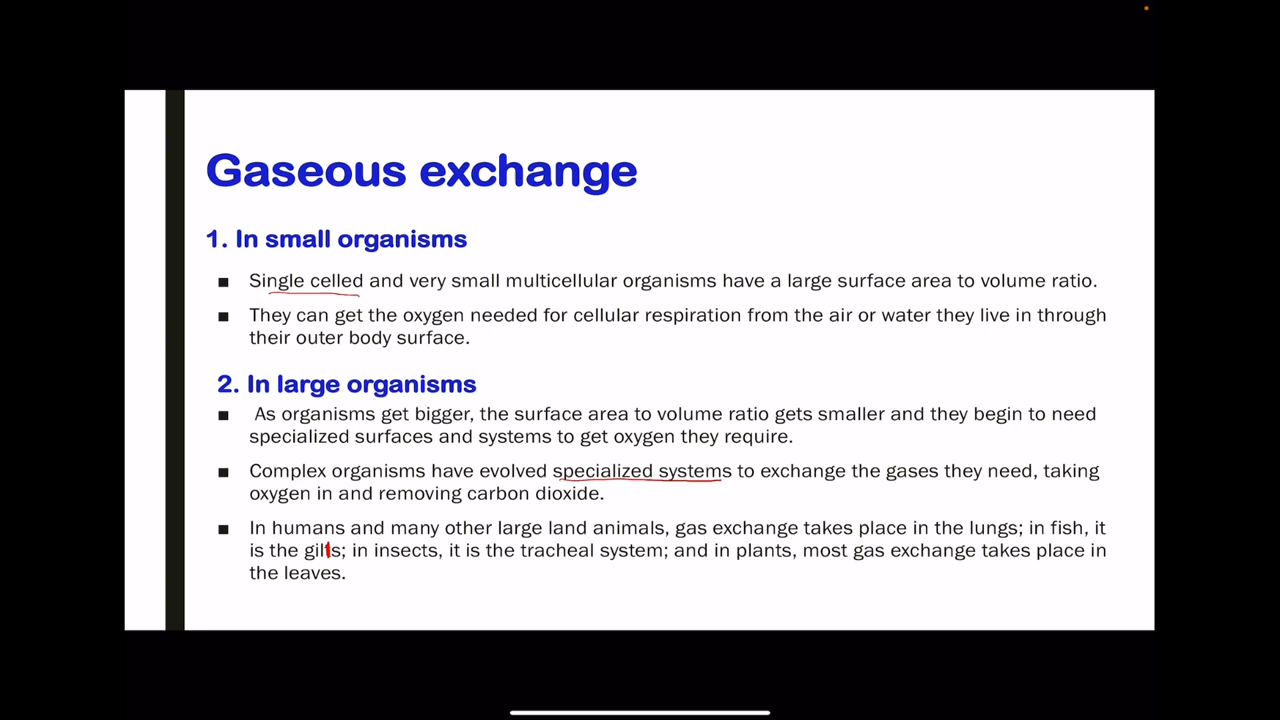 Gaseous exchange
1. In small organisms
■ Single celled and very small multicellular organisms have a large surface area to volume ratio.
■ They can get the oxygen needed for cellular respiration from the air or water they live in through
their outer body surface.
2. In large organisms
■ As organisms get bigger, the surface area to volume ratio gets smaller and they begin to need
specialized surfaces and systems to get oxygen they require.
■ Complex organisms have evolved specialized systems to exchange the gases they need, taking
oxygen in and removing carbon dioxide.
■ In humans and many other large land animals, gas exchange takes place in the lungs; in fish, it
is the gills; in insects, it is the tracheal system; and in plants, most gas exchange takes place in
the leaves.